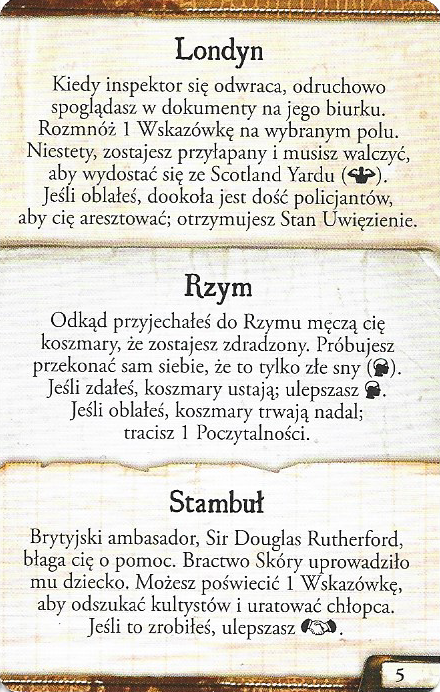 Londyn
Kiedy inspektor się odwraca, odruchowo
spoglądasz w dokumenty na jego biurku.
Rozmnóż 1 Wskazówkę na wybranym polu.
Niestety, zostajesz przyłapany i musisz walczyć,
aby wydostać się ze Scotland Yardu ( ).
Jeśli oblałeś, dookoła jest dość policjantów,
aby cię aresztować; otrzymujesz Stan Uwięzienie.
Rzym
Odkąd przyjechałeś do Rzymu męczą cię
koszmary, że zostajesz zdradzony. Próbujesz
przekonać sam siebie, że to tylko złe sny ( ).
Jeśli zdałeś, koszmary ustają; ulepszasz .
Jeśli oblałeś, koszmary trwają nadal;
tracisz 1 Poczytalności.
Stambuł
Brytyjski ambasador, Sir Douglas Rutherford,
błaga cię o pomoc. Bractwo Skóry uprowadziło
mu dziecko. Możesz poświecić 1 Wskazówkę,
aby odszukać kultystów i uratować chłopca.
Jeśli to zrobiłeś, ulepszasz .
5